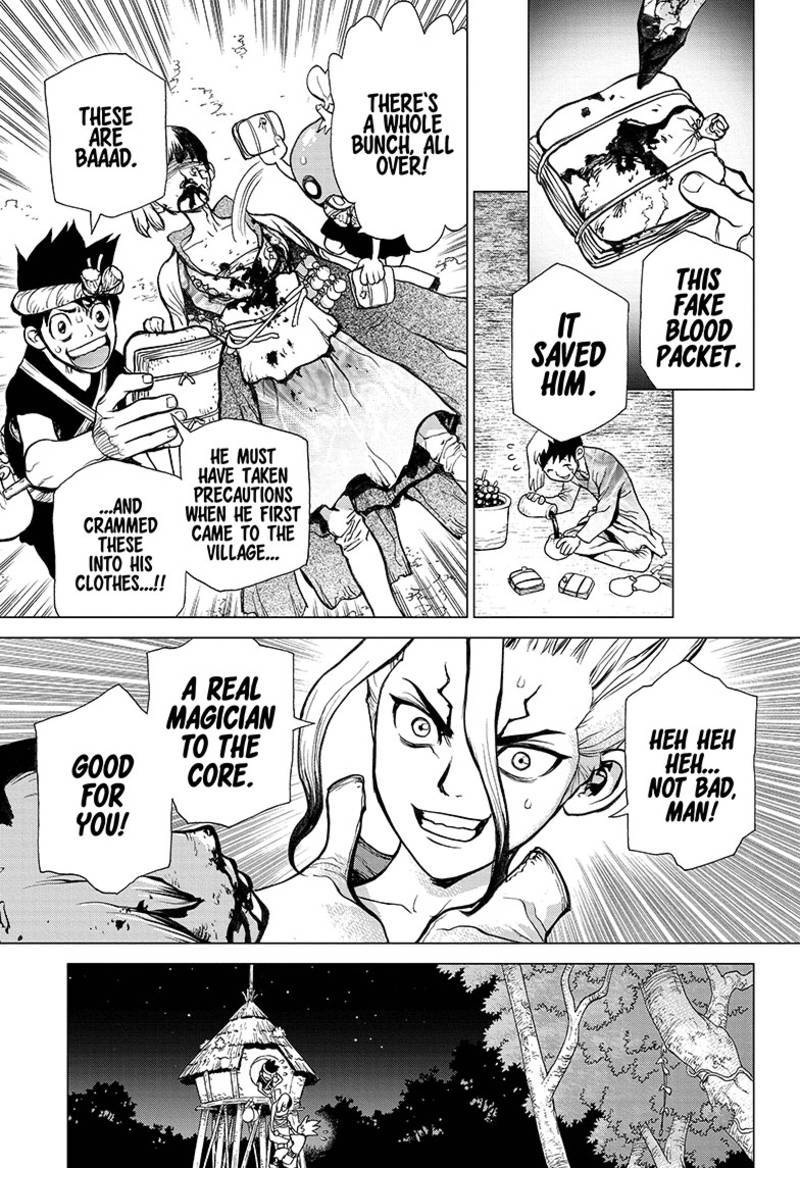 THIS
FAKE
BLOOD
PACKET.
IT
SAVED
HIM.
THERE'S
A WHOLE
BUNCH, ALL
OVER!
THESE
ARE
BAAAD.
HE MUST
HAVE TAKEN
PRECAUTIONS
WHEN HE FIRST
CAME TO THE
VILLAGE...
...AND
CRAMMED
THESE
INTO HIS
CLOTHES...!!
HEH HEH
HEH...
NOT BAD,
MAN!
A REAL
MAGICIAN
TO THE
CORE.
GOOD
FOR
YOU!